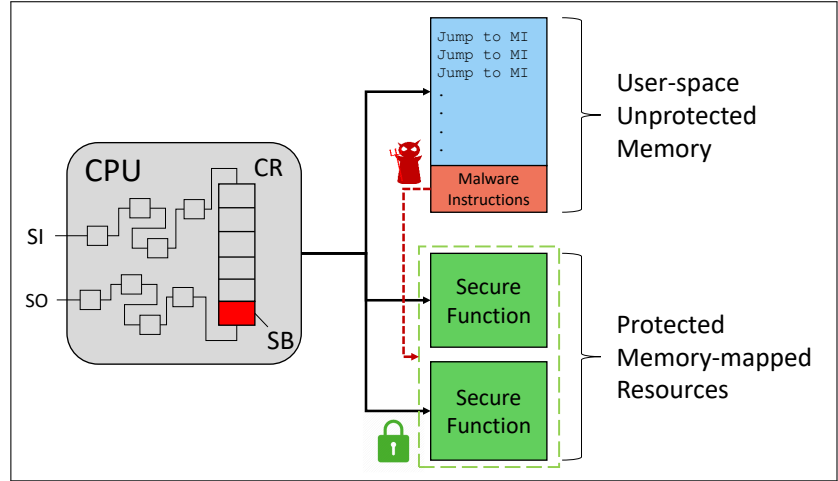 CPU
CR
SI
SO
SB
Jump to MI
Jump to MI
Jump to MI
.
.
.
.
Malware
Instructions
User-space
Unprotected
Memory
Secure
Function
Secure
Function
Protected
Memory-mapped
Resources